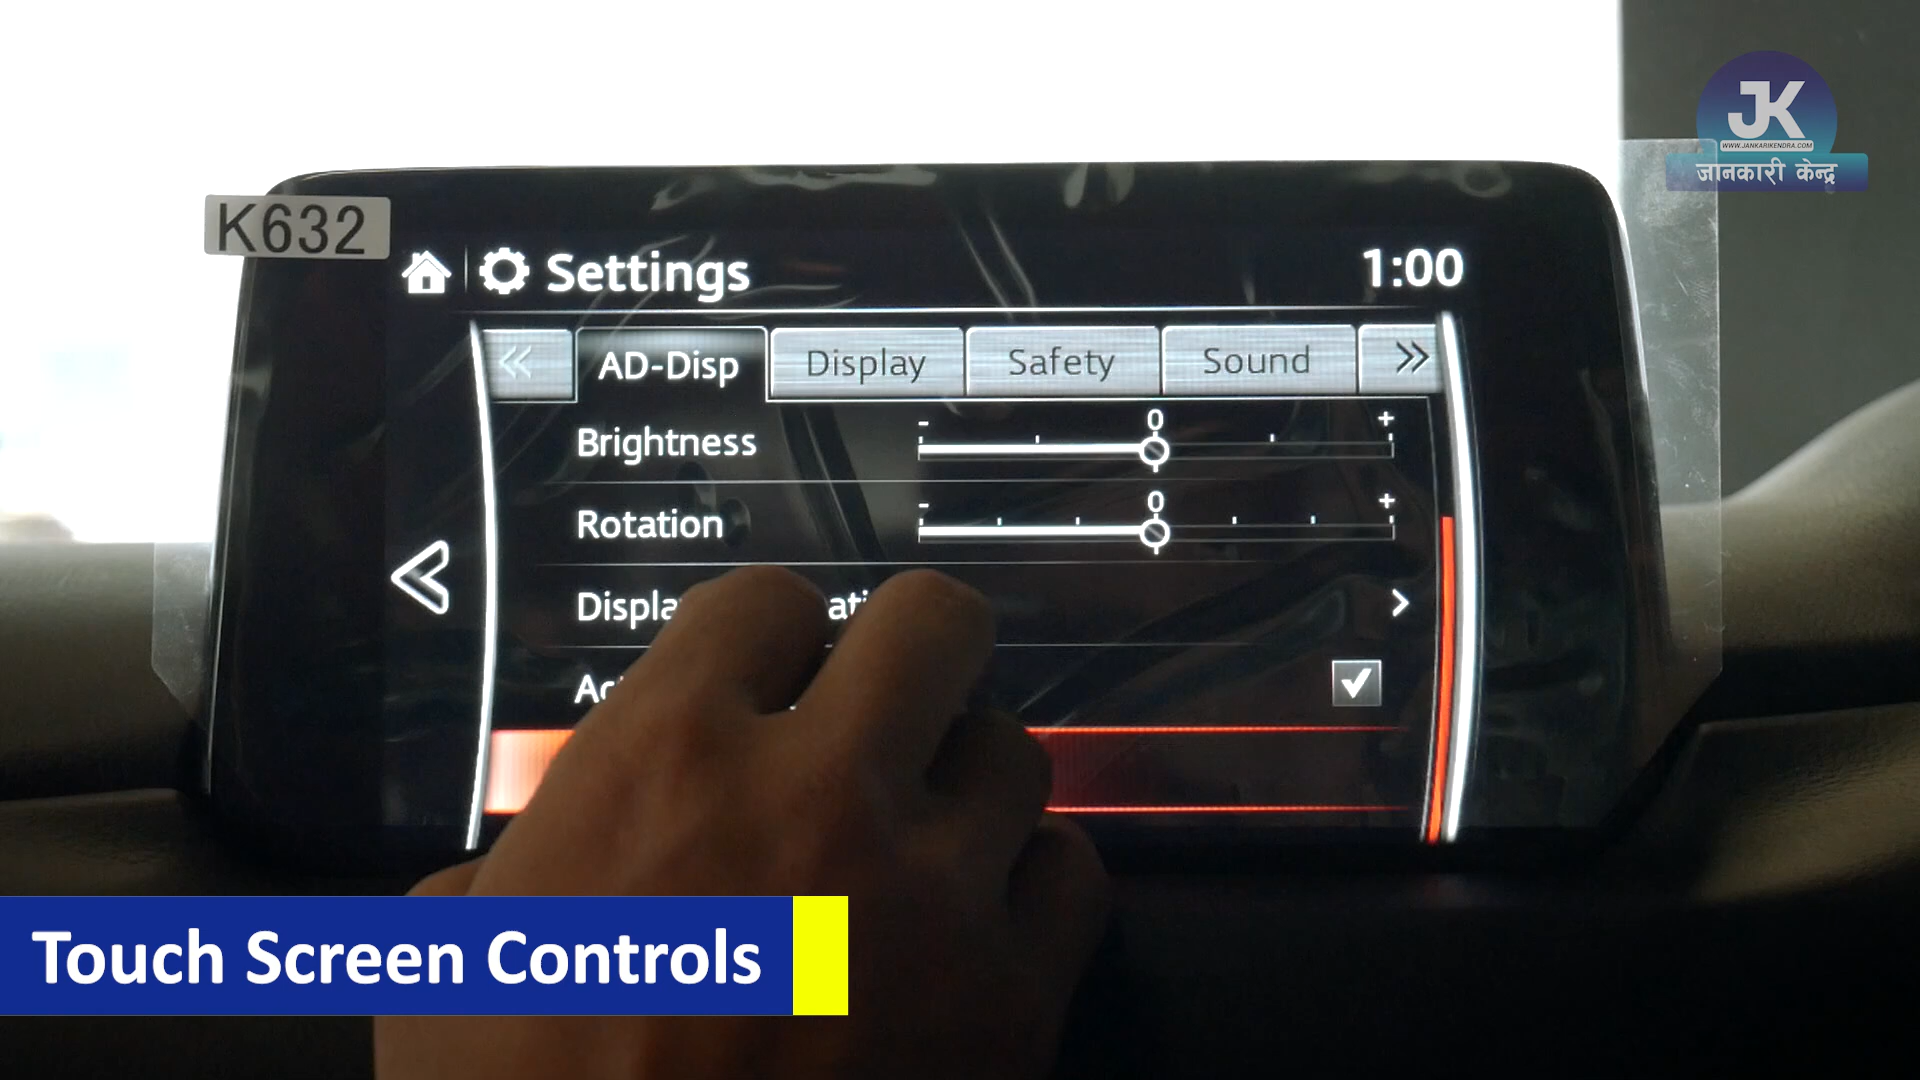 JK
WWW.JANKARIKENDRA.COM
जानकारी केन्द्र
K632
Settings
1:00
AD-Disp
Display
Safety
Sound
Brightness
- 0 +
Rotation
- 0 +
Touch Screen Controls